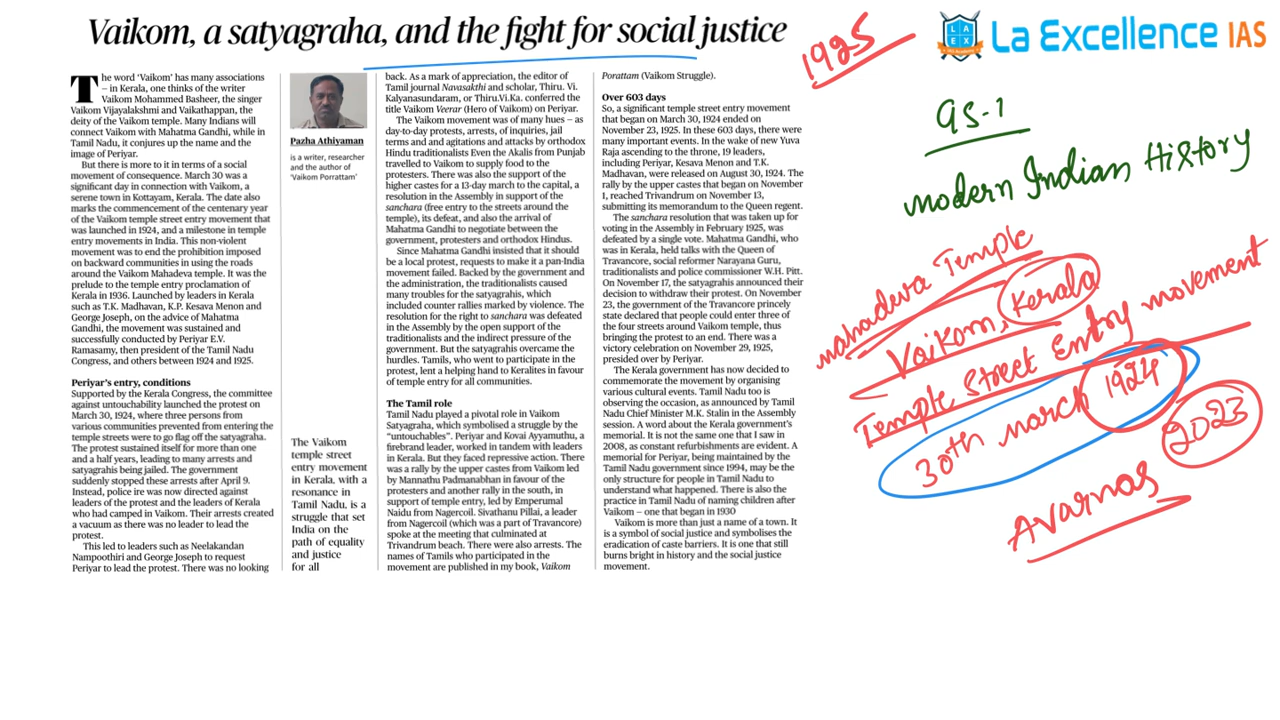 Vaikom, a satyagraha, and the fight for social justice
The word ‘Vaikom’ has many associations
– in Kerala, one thinks of the writer
Vaikom Mohammed Basheer, the singer
Vaikom Vijayalakshmi and Vaikathappan, the
deity of the Vaikom temple. Many Indians will
connect Vaikom with Mahatma Gandhi, while in
Tamil Nadu, it conjures up the name and the
image of Periyar.
But there is more to it in terms of a social
movement of consequence. March 30 was a
significant day in connection with Vaikom, a
serene town in Kottayam, Kerala. The date also
marks the commencement of the centenary year
of the Vaikom temple street entry movement that
was launched in 1924, and a milestone in temple
entry movements in India. This non-violent
movement was to end the prohibition imposed
on backward communities in using the roads
around the Vaikom Mahadeva temple. It was the
prelude to the temple entry proclamation of
Kerala in 1936. Launched by leaders in Kerala
such as T.K. Madhavan, K.P. Kesava Menon and
George Joseph, on the advice of Mahatma
Gandhi, the movement was sustained and
successfully conducted by Periyar E.V.
Ramasamy, then president of the Tamil Nadu
Congress, and others between 1924 and 1925.
Periyar’s entry, conditions
Supported by the Kerala Congress, the committee
against untouchability launched the protest on
March 30, 1924, where three persons from
various communities prevented from entering the
temple streets were to go flag off the satyagraha.
The protest sustained itself for more than one
and a half years, leading to many arrests and
satyagrahis being jailed. The government
suddenly stopped these arrests after April 9.
Instead, police ire was now directed against
leaders of the protest and the leaders of Kerala
who had camped in Vaikom. Their arrests created
a vacuum as there was no leader to lead the
protest.
This led to leaders such as Neelakandan
Nampoothiri and George Joseph to request
Periyar to lead the protest. There was no looking
Pazha Athiyaman
is a writer, researcher
and the author of
‘Vaikom Porrattam’
The Vaikom
temple street
entry movement
in Kerala, with a
resonance in
Tamil Nadu, is a
struggle that set
India on the
path of equality
and justice
for all
back. As a mark of appreciation, the editor of
Tamil journal Navasakthi and scholar, Thiru. Vi.
Kalyanasundaram, or Thiru.Vi.Ka. conferred the
title Vaikom Veerar (Hero of Vaikom) on Periyar.
The Vaikom movement was of many hues – as
day-to-day protests, arrests, of inquiries, jail
terms and and agitations and attacks by orthodox
Hindu traditionalists Even the Akalis from Punjab
travelled to Vaikom to supply food to the
protesters. There was also the support of the
higher castes for a 13-day march to the capital, a
resolution in the Assembly in support of the
sanchara (free entry to the streets around the
temple), its defeat, and also the arrival of
Mahatma Gandhi to negotiate between the
government, protesters and orthodox Hindus.
Since Mahatma Gandhi insisted that it should
be a local protest, requests to make it a pan-India
movement failed. Backed by the government and
the administration, the traditionalists caused
many troubles for the satyagraha, which
included counter rallies marked by violence. The
resolution for the right to sanchara was defeated
in the Assembly by the open support of the
traditionalists and the indirect pressure of the
government. But the satyagrahis overcame the
hurdles. Tamils, who went to participate in the
protest, lent a helping hand to Keralites in favour
of temple entry for all communities.
The Tamil role
Tamil Nadu played a pivotal role in Vaikom
Satyagraha, which symbolised a struggle by the
“untouchables”. Periyar and Kovai Ayyamuthu, a
firebrand leader, worked in tandem with leaders
in Kerala. But they faced repressive action. There
was a rally by the upper castes from Vaikom led
by Mannathu Padmanabhan in favour of the
protesters and another rally in the south, in
support of temple entry, led by Emperumal
Naidu from Nagercoil. Sivathanu Pillai, a leader
from Nagercoil (which was a part of Travancore)
spoke at the meeting that culminated at
Trivandrum beach. There were also arrests. The
names of Tamils who participated in the
movement are published in my book, Vaikom
Porattam (Vaikom Struggle).
Over 603 days
So, a significant temple street entry movement
that began on March 30, 1924 ended on
November 23, 1925. In these 603 days, there were
many important events. In the wake of new Yuva
Raja ascending to the throne, 19 leaders,
including Periyar, Kesava Menon and T.K.
Madhavan, were released on August 30, 1924. The
rally by the upper castes that began on November
1, reached Trivandrum on November 13,
submitting its memorandum to the Queen regent.
The sanchara resolution that was taken up for
voting in the Assembly in February 1925, was
defeated by a single vote. Mahatma Gandhi, who
was in Kerala, held talks with the Queen of
Travancore, social reformer Narayana Guru,
traditionalists and police commissioner W.H. Pitt.
On November 17, the satyagrahis announced their
decision to withdraw their protest. On November
23, the government of the Travancore princely
state declared that people could enter three of
the four streets around Vaikom temple, thus
bringing the protest to an end. There was a
victory celebration on November 29, 1925,
presided over by Periyar.
The Kerala government has now decided to
commemorate the movement by organising
various cultural events. Tamil Nadu too is
observing the occasion, as announced by Tamil
Nadu Chief Minister M.K. Stalin in the Assembly
session. A word about the Kerala government’s
memorial. It is not the same one that I saw in
2008, as constant refurbishments are evident. A
memorial for Periyar, being maintained by the
Tamil Nadu government since 1994, may be the
only structure for people in Tamil Nadu to
understand what happened. There is also the
practice in Tamil Nadu of naming children after
Vaikom – one that began in 1930
Vaikom is more than just a name of a town. It
is a symbol of social justice and symbolises the
eradication of caste barriers. It is one that still
burns bright in history and the social justice
movement.
1925
La Excellence IAS
GS-1
Modern Indian History
Mahadeva Temple
Vaikom, Kerala
Temple Street Entry movement
30th march 1924
2023
Avarnas